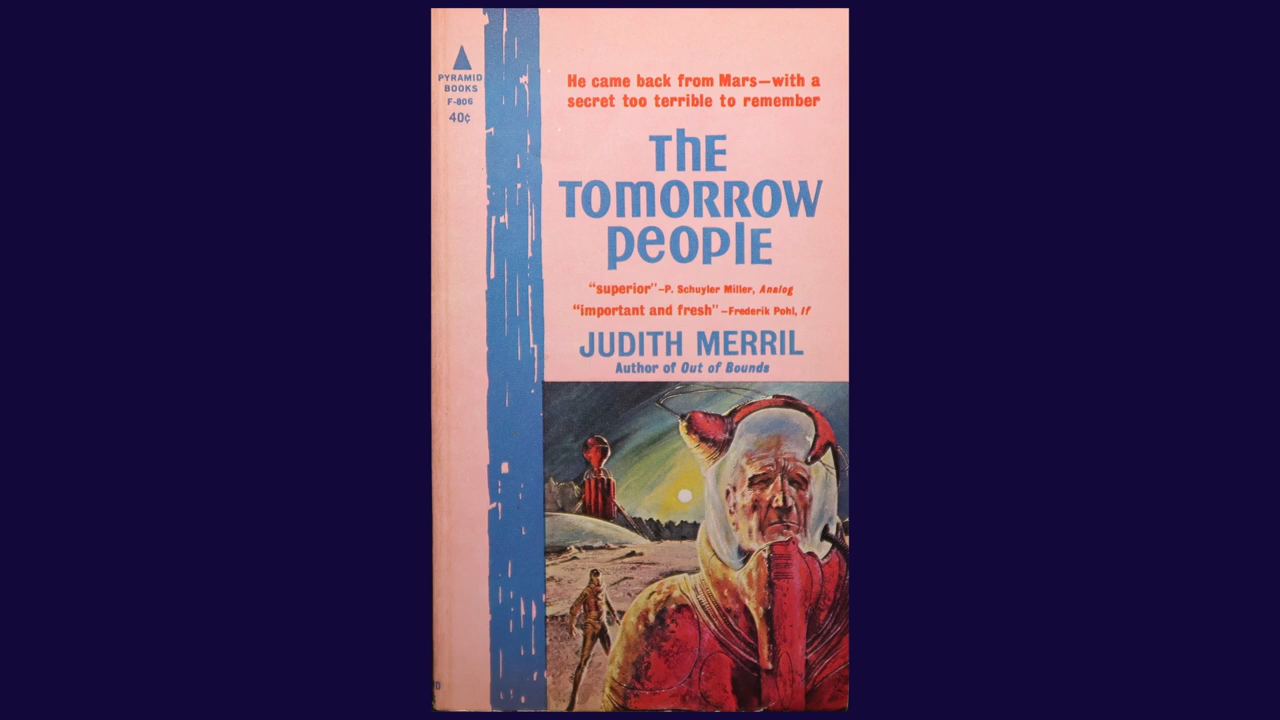 PYRAMID
BOOKS
F-806
40¢
He came back from Mars—with a
secret too terrible to remember
ThE
TOmORROW
peoplE
“superior”–P. Schuyler Miller, Analog
“important and fresh”–Frederik Pohl, If
JUDITH MERRIL
Author of Out of Bounds